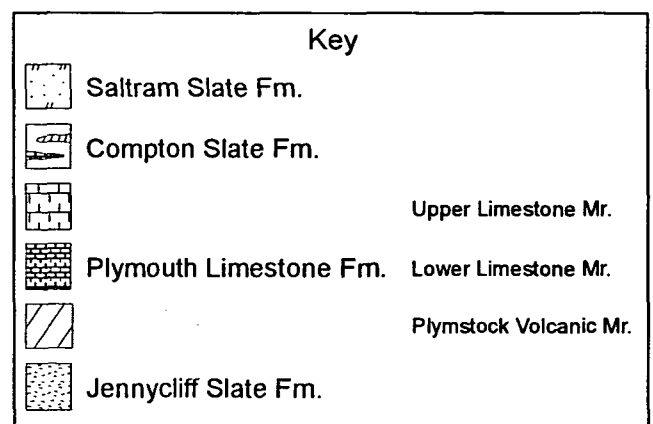 Key
Saltram Slate Fm.
Compton Slate Fm.
Upper Limestone Mr.
Plymouth Limestone Fm. Lower Limestone Mr.
Plymstock Volcanic Mr.
Jennycliff Slate Fm.